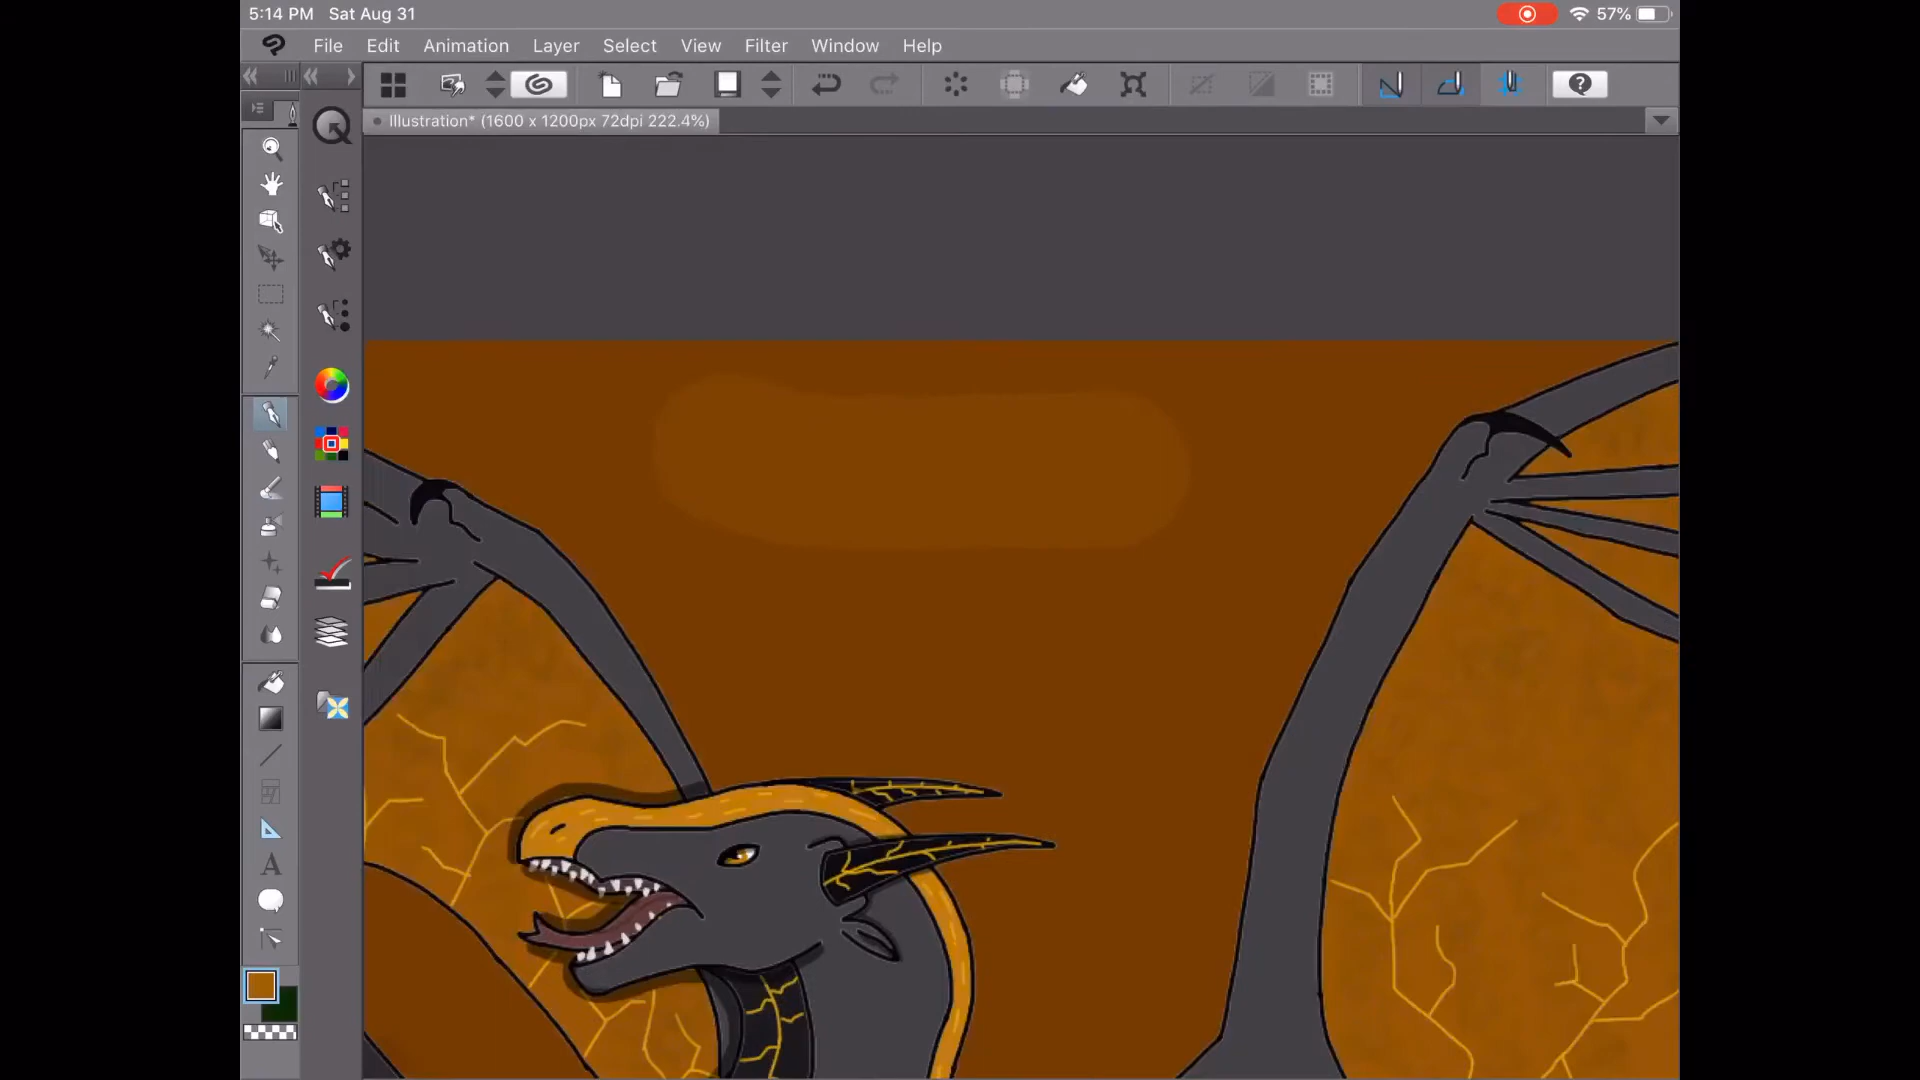 5:14 PM Sat Aug 31
57%
File Edit Animation Layer Select View Filter Window Help
Illustration* (1600 x 1200px 72dpi 222.4%)